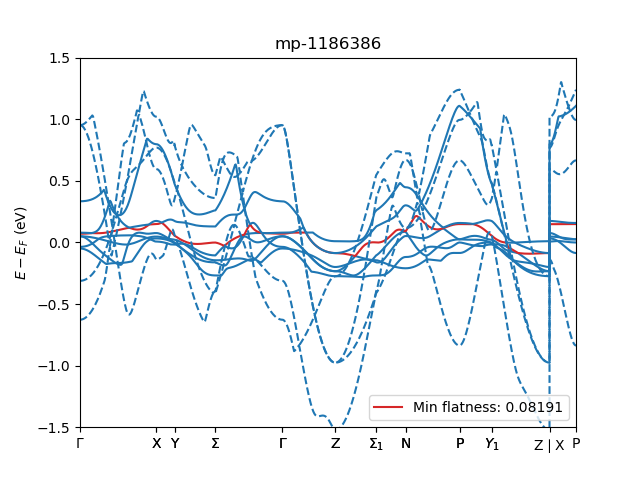 mp-1186386
E − E_F (eV)
1.5
1.0
0.5
0.0
−0.5
−1.0
−1.5
Min flatness: 0.08191
Γ X Y Σ Γ Z Σ₁ N P Y₁ Z | X P